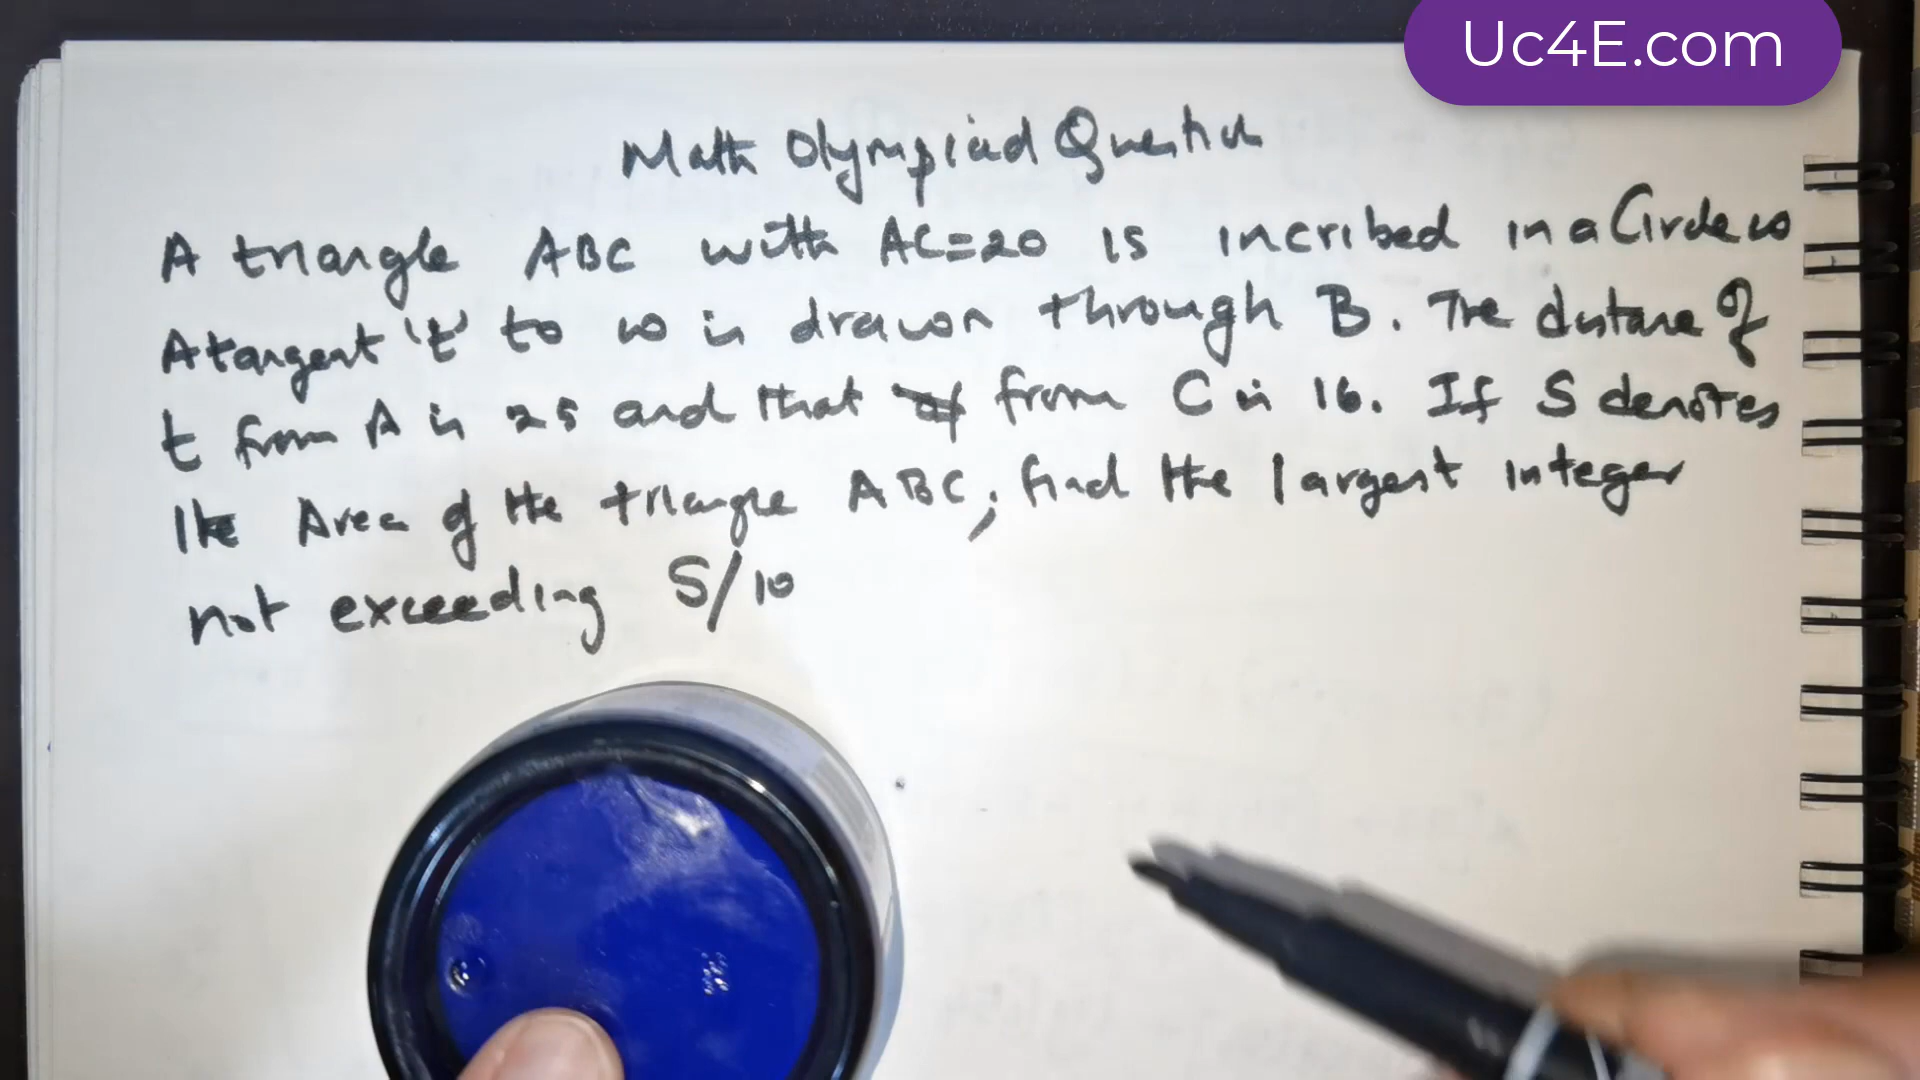 Uc4E.com
Math Olympiad Question
A triangle ABC with AC=20 is incribed in a Circle ω
A tangent 't' to ω is drawn through B. The distane of
t from A is 25 and that from C is 16. If S denotes
the Area of the triangle ABC, find the largest integer
not exceeding S/10